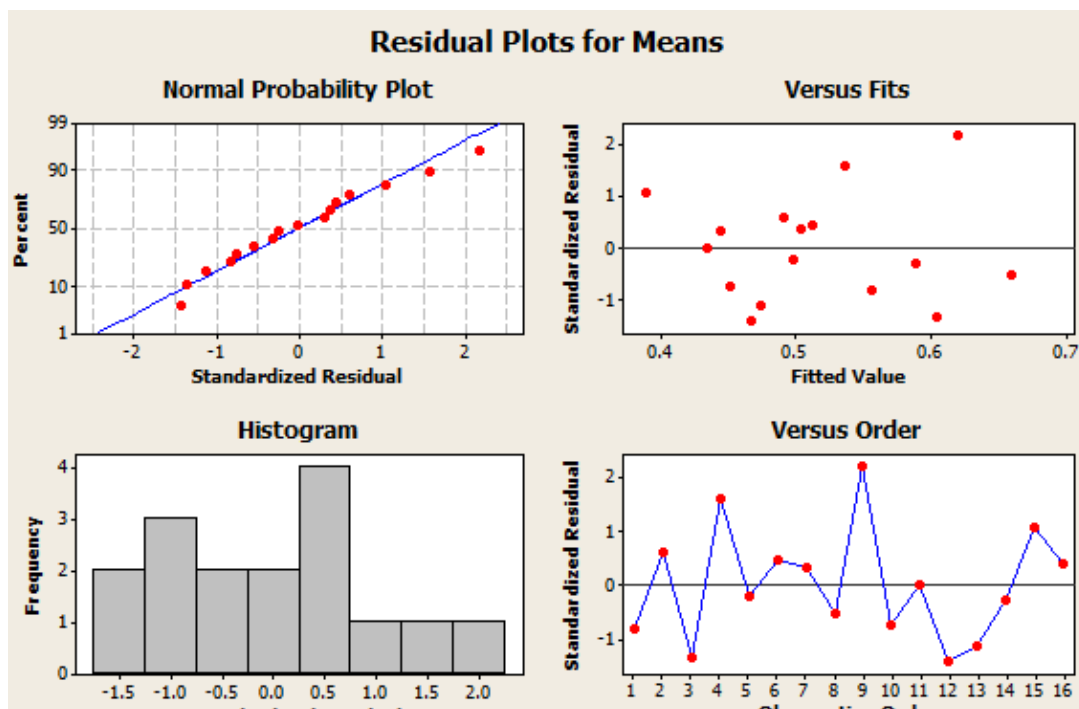 Residual Plots for Means
Normal Probability Plot
99
90
50
10
1
Percent
-2 -1 0 1 2
Standardized Residual
Versus Fits
2
1
0
-1
Standardized Residual
0.4 0.5 0.6 0.7
Fitted Value
Histogram
4
3
2
1
0
Frequency
-1.5 -1.0 -0.5 0.0 0.5 1.0 1.5 2.0
Versus Order
2
1
0
-1
Standardized Residual
1 2 3 4 5 6 7 8 9 10 11 12 13 14 15 16